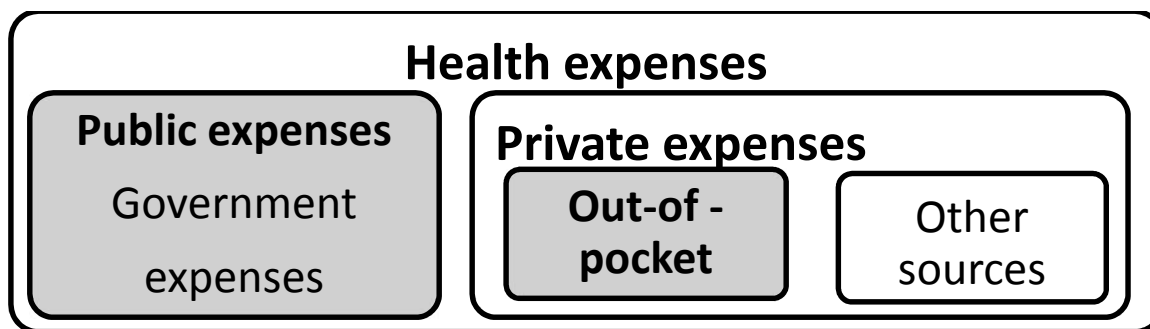 Health expenses
Public expenses
Government
expenses
Private expenses
Out-of -
pocket
Other
sources